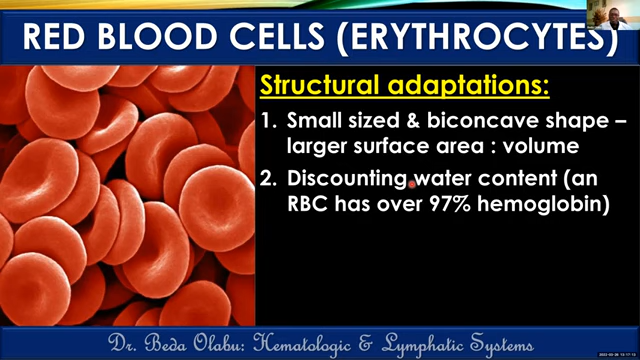 RED BLOOD CELLS (ERYTHROCYTES)
Structural adaptations:
1. Small sized & biconcave shape –
larger surface area : volume
2. Discounting water content (an
RBC has over 97% hemoglobin)
Dr. Beda Olabu: Hematologic & Lymphatic Systems